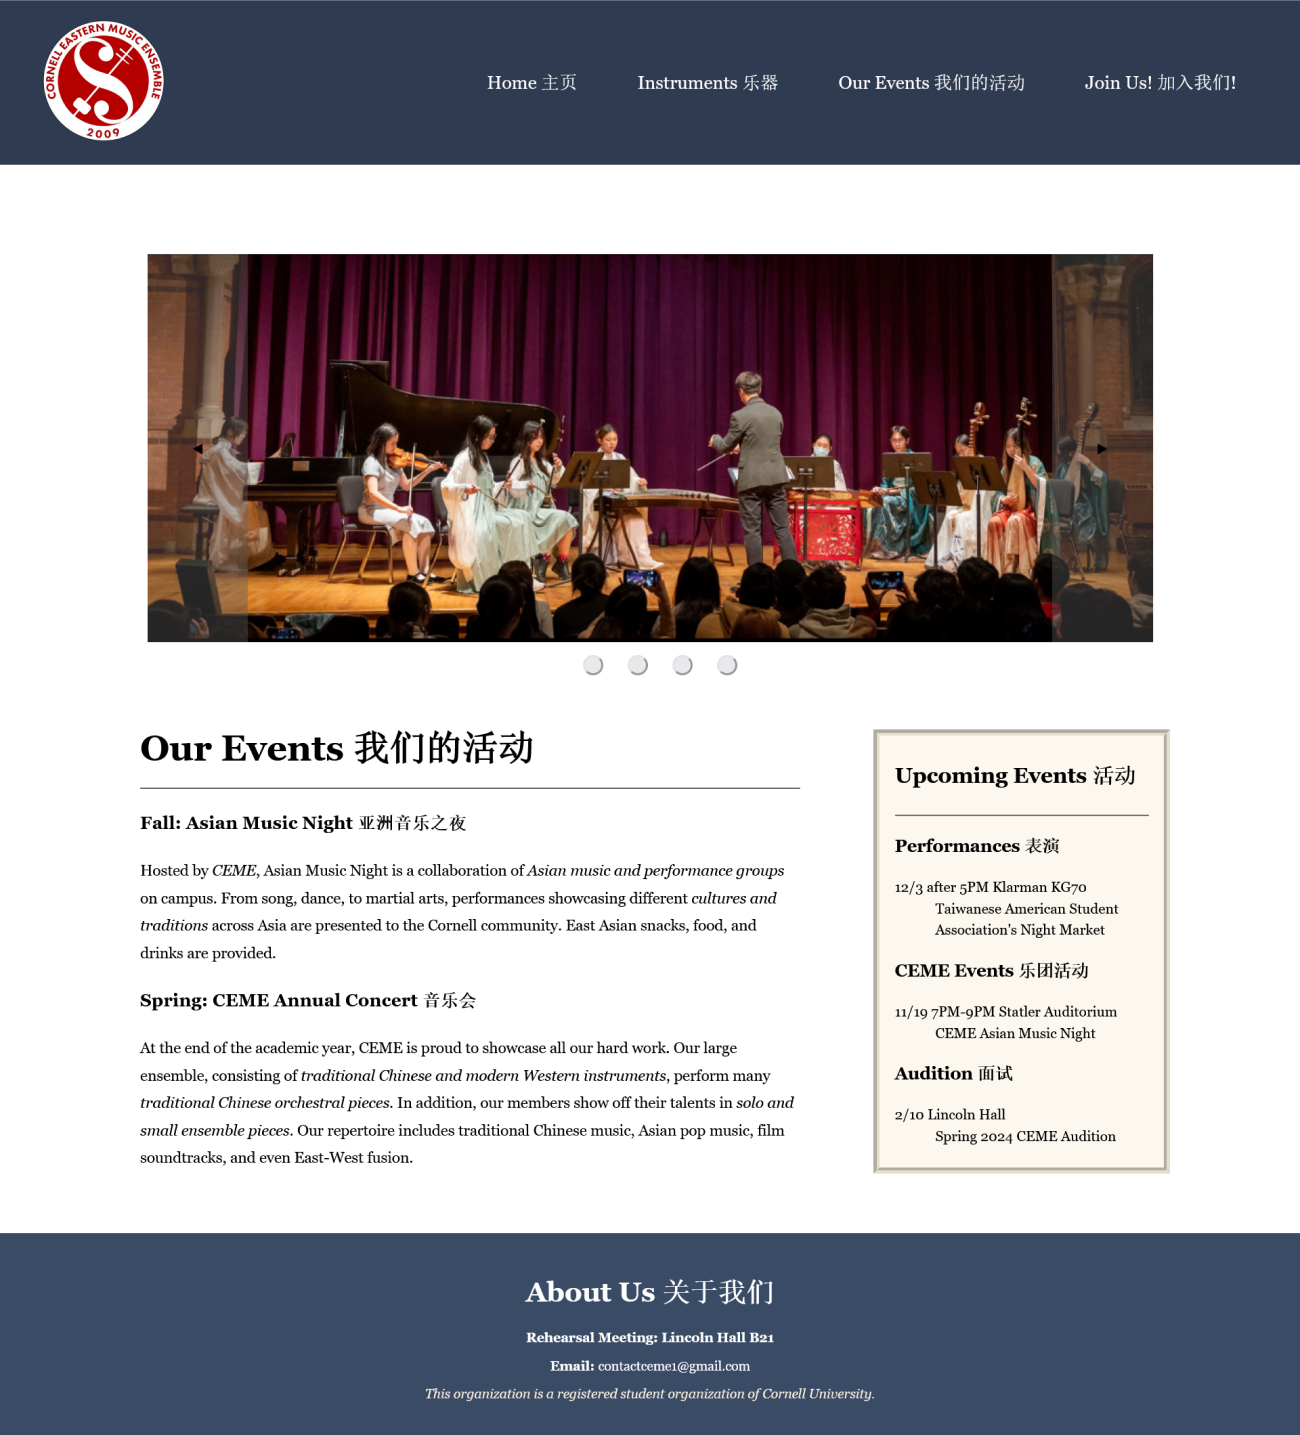 CORNELL EASTERN MUSIC ENSEMBLE
2009
Home 主页
Instruments 乐器
Our Events 我们的活动
Join Us! 加入我们!
Our Events 我们的活动
Fall: Asian Music Night 亚洲音乐之夜
Hosted by CEME, Asian Music Night is a collaboration of Asian music and performance groups
on campus. From song, dance, to martial arts, performances showcasing different cultures and
traditions across Asia are presented to the Cornell community. East Asian snacks, food, and
drinks are provided.
Spring: CEME Annual Concert 音乐会
At the end of the academic year, CEME is proud to showcase all our hard work. Our large
ensemble, consisting of traditional Chinese and modern Western instruments, perform many
traditional Chinese orchestral pieces. In addition, our members show off their talents in solo and
small ensemble pieces. Our repertoire includes traditional Chinese music, Asian pop music, film
soundtracks, and even East-West fusion.
Upcoming Events 活动
Performances 表演
12/3 after 5PM Klarman KG70
Taiwanese American Student
Association's Night Market
CEME Events 乐团活动
11/19 7PM-9PM Statler Auditorium
CEME Asian Music Night
Audition 面试
2/10 Lincoln Hall
Spring 2024 CEME Audition
About Us 关于我们
Rehearsal Meeting: Lincoln Hall B21
Email: contactceme1@gmail.com
This organization is a registered student organization of Cornell University.